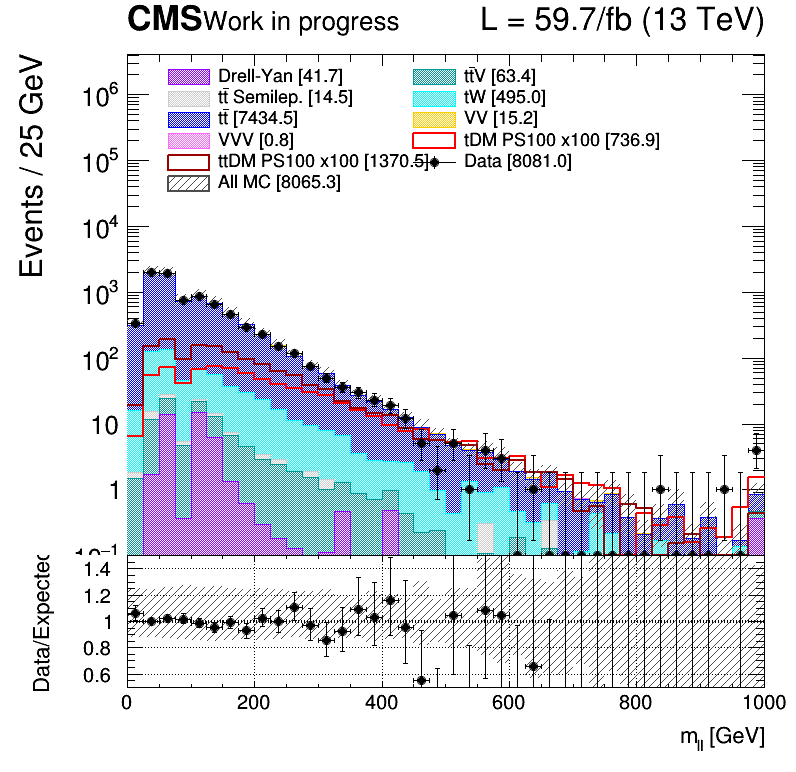 CMS Work in progress L = 59.7/fb (13 TeV)
Events / 25 GeV
Drell-Yan [41.7] tt̄V [63.4]
tt̄ Semilep. [14.5] tW [495.0]
tt̄ [7434.5] VV [15.2]
VVV [0.8] tDM PS100 x100 [736.9]
ttDM PS100 x100 [1370.5] Data [8081.0]
All MC [8065.3]
10⁶
10⁵
10⁴
10³
10²
10
1
10⁻¹
Data/Expected
1.4
1.2
1
0.8
0.6
0 200 400 600 800 1000
m_ll [GeV]